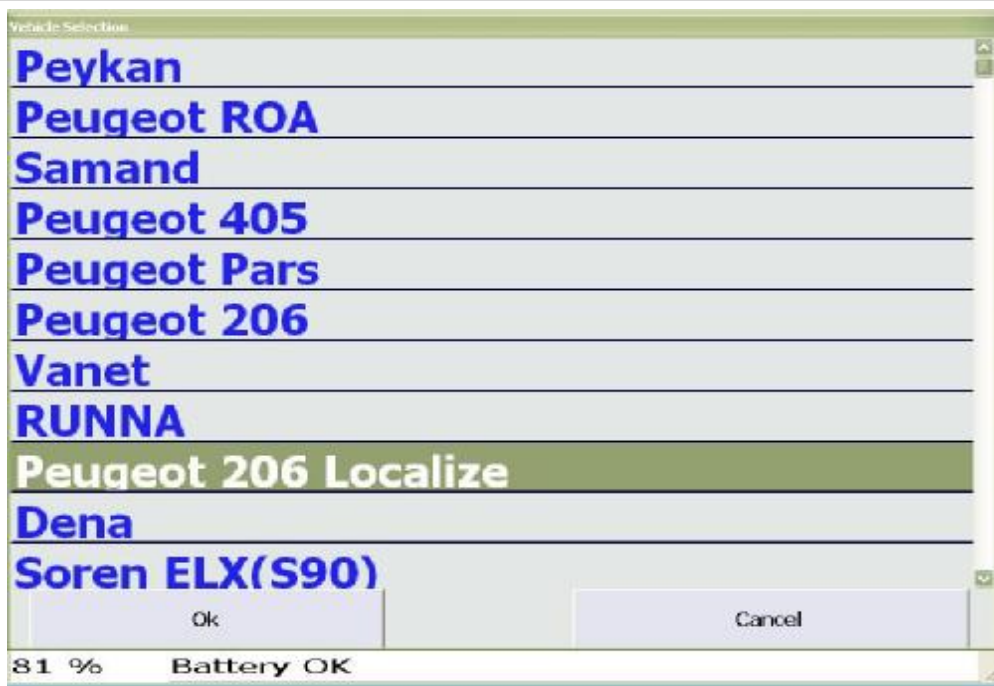 Vehicle Selection
Peykan
Peugeot ROA
Samand
Peugeot 405
Peugeot Pars
Peugeot 206
Vanet
RUNNA
Peugeot 206 Localize
Dena
Soren ELX(S90)
Ok Cancel
81 % Battery OK